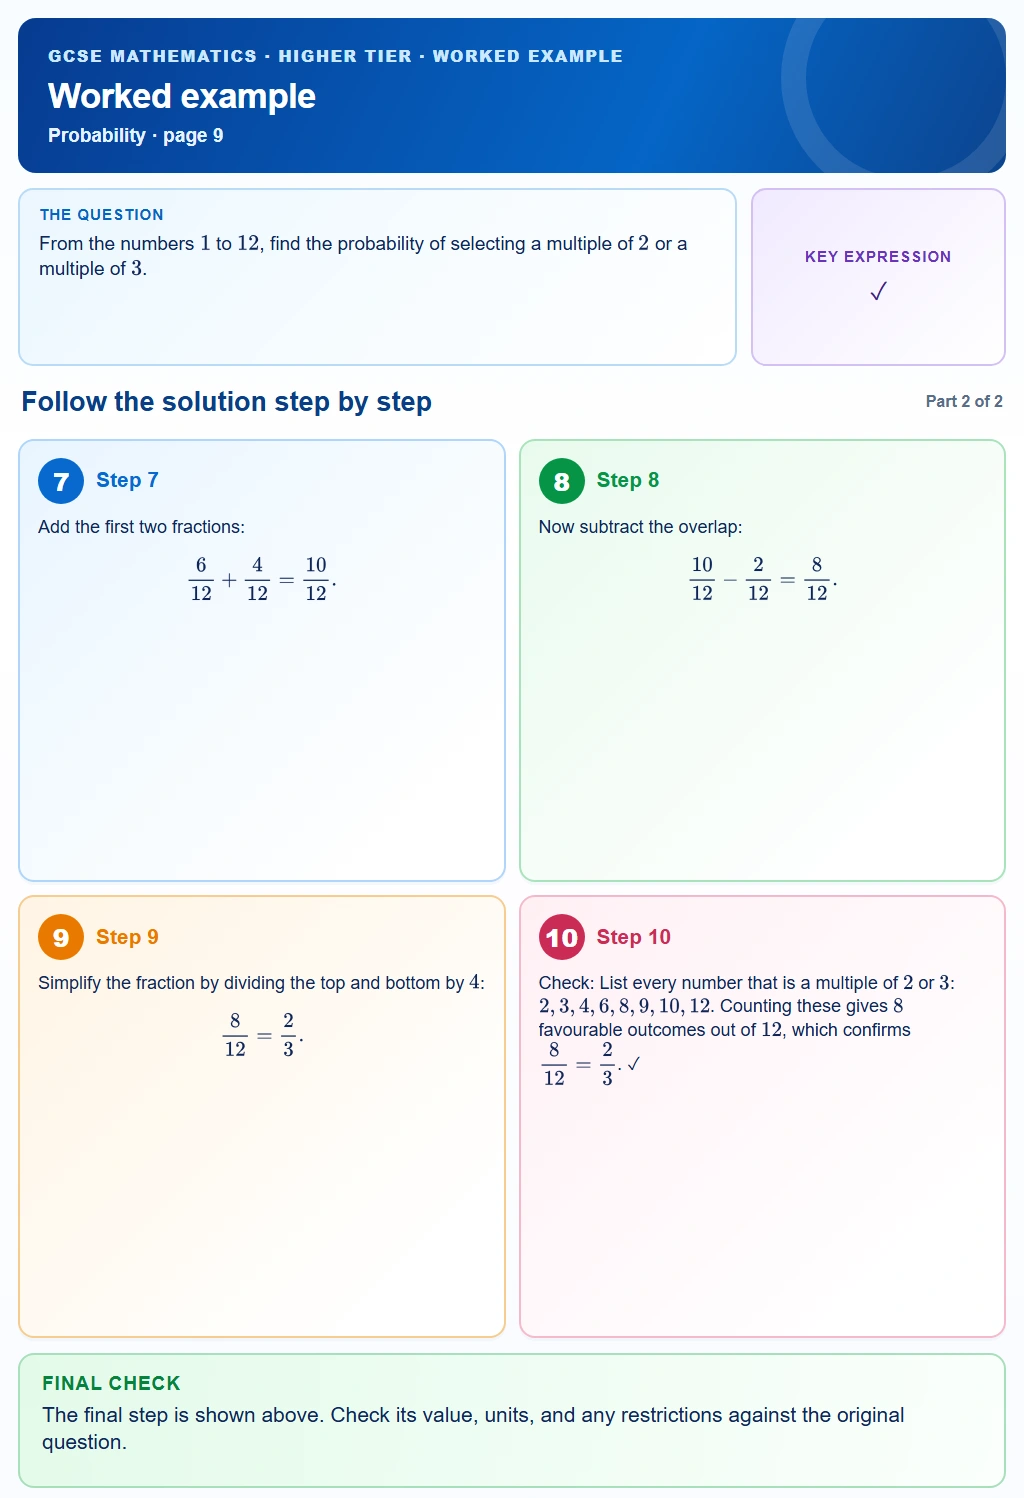 GCSE MATHEMATICS · HIGHER TIER · WORKED EXAMPLE
Worked example
Probability · page 9
THE QUESTION
From the numbers 1 to 12, find the probability of selecting a multiple of 2 or a
multiple of 3.
KEY EXPRESSION
✓
Follow the solution step by step
Part 2 of 2
7 Step 7
Add the first two fractions:
6/12 + 4/12 = 10/12.
8 Step 8
Now subtract the overlap:
10/12 − 2/12 = 8/12.
9 Step 9
Simplify the fraction by dividing the top and bottom by 4:
8/12 = 2/3.
10 Step 10
Check: List every number that is a multiple of 2 or 3:
2, 3, 4, 6, 8, 9, 10, 12. Counting these gives 8
favourable outcomes out of 12, which confirms
8/12 = 2/3. ✓
FINAL CHECK
The final step is shown above. Check its value, units, and any restrictions against the original
question.